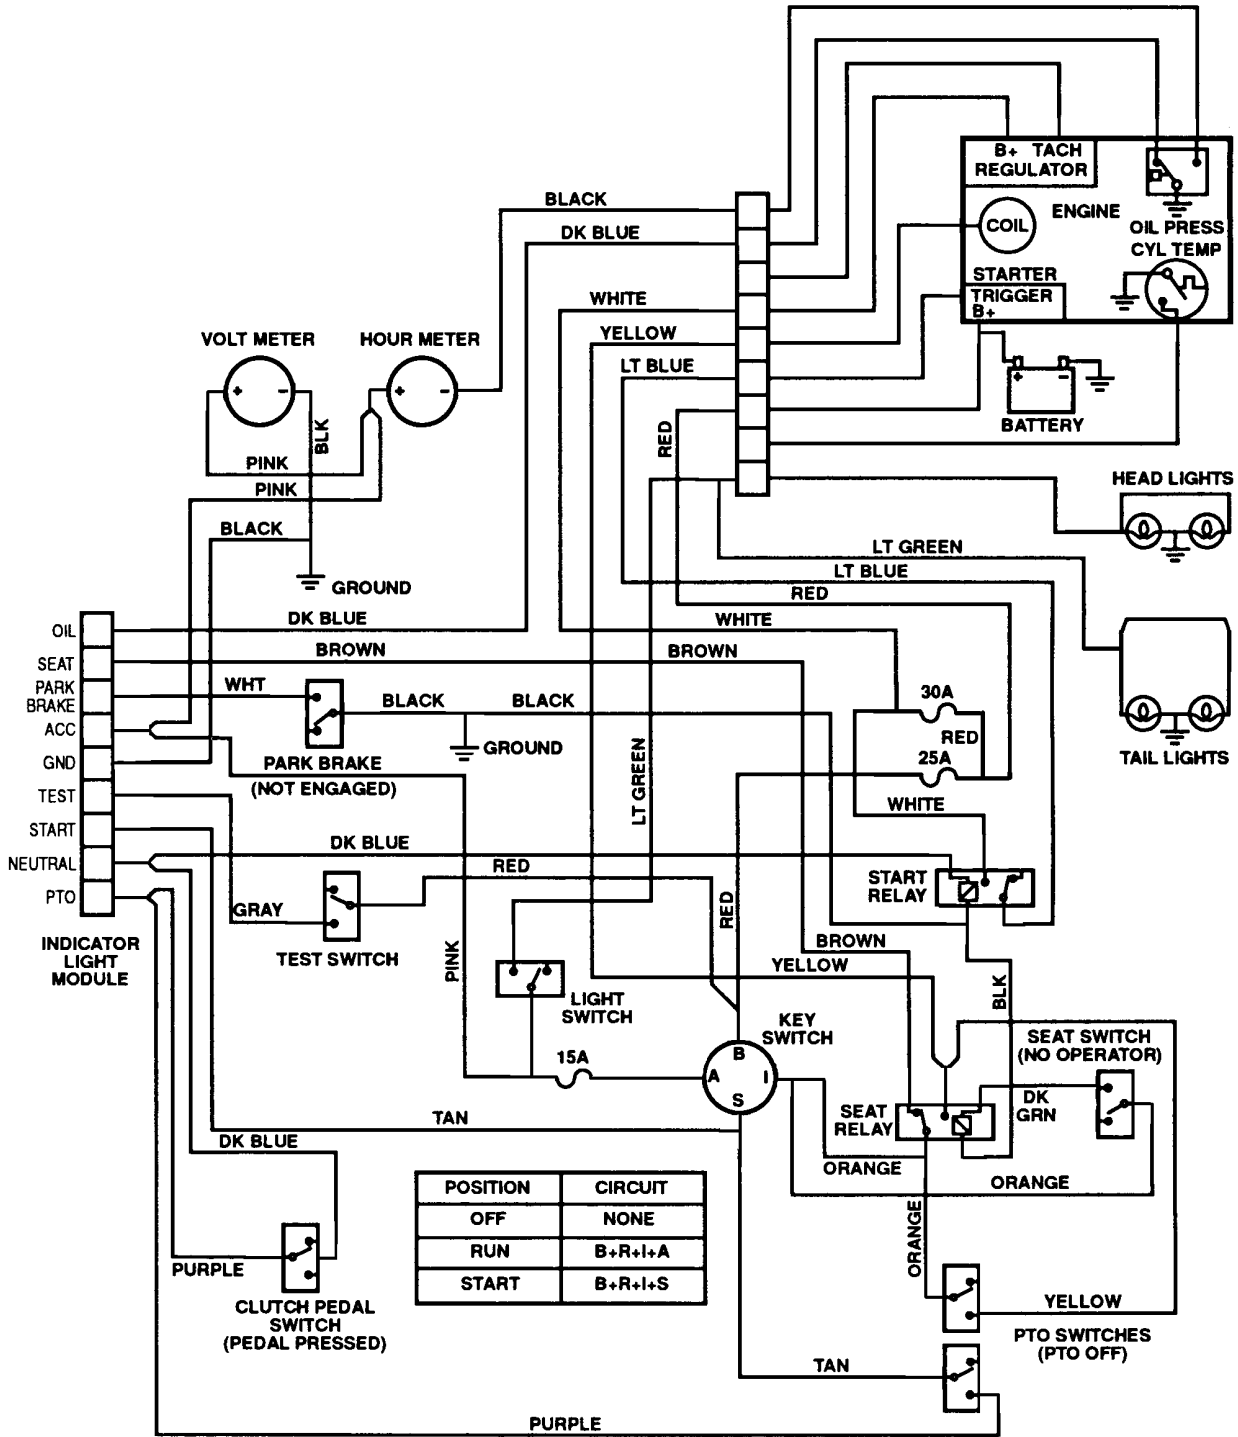 B+ TACH
REGULATOR
COIL
ENGINE
OIL PRESS
CYL TEMP
STARTER
TRIGGER
B+
+ -
BATTERY
BLACK
DK BLUE
WHITE
YELLOW
LT BLUE
RED
VOLT METER
HOUR METER
+ -
+ -
BLK
PINK
PINK
BLACK
GROUND
HEAD LIGHTS
LT GREEN
LT BLUE
RED
WHITE
TAIL LIGHTS
OIL
SEAT
PARK
BRAKE
ACC
GND
TEST
START
NEUTRAL
PTO
INDICATOR
LIGHT
MODULE
DK BLUE
BROWN
BROWN
WHT
BLACK
BLACK
GROUND
PARK BRAKE
(NOT ENGAGED)
LT GREEN
30A
RED
25A
WHITE
DK BLUE
RED
START
RELAY
GRAY
TEST SWITCH
PINK
RED
BROWN
YELLOW
BLK
LIGHT
SWITCH
KEY
SWITCH
15A
B
A
I
S
SEAT SWITCH
(NO OPERATOR)
SEAT
RELAY
DK
GRN
TAN
DK BLUE
ORANGE
ORANGE
ORANGE
POSITION CIRCUIT
OFF NONE
RUN B+R+I+A
START B+R+I+S
PURPLE
CLUTCH PEDAL
SWITCH
(PEDAL PRESSED)
YELLOW
PTO SWITCHES
(PTO OFF)
TAN
PURPLE